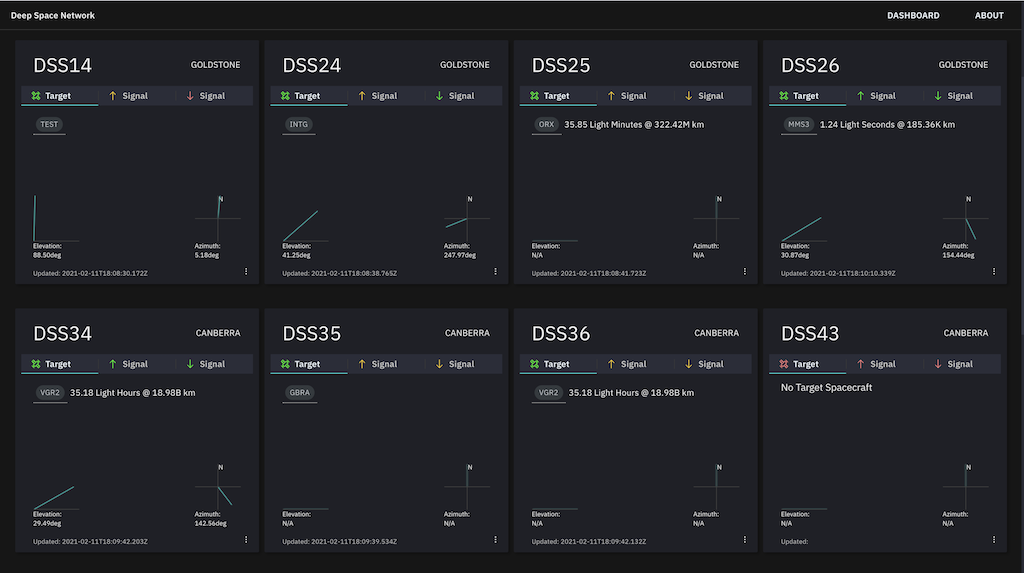 Deep Space Network DASHBOARD ABOUT
DSS14 GOLDSTONE
Target Signal Signal
TEST
N
Elevation: Azimuth:
88.50deg 5.18deg
Updated: 2021-02-11T18:08:30.172Z
DSS24 GOLDSTONE
Target Signal Signal
INTG
N
Elevation: Azimuth:
41.25deg 247.97deg
Updated: 2021-02-11T18:08:38.765Z
DSS25 GOLDSTONE
Target Signal Signal
ORX 35.85 Light Minutes @ 322.42M km
N
Elevation: Azimuth:
N/A N/A
Updated: 2021-02-11T18:08:41.723Z
DSS26 GOLDSTONE
Target Signal Signal
MMS3 1.24 Light Seconds @ 185.36K km
N
Elevation: Azimuth:
30.87deg 154.44deg
Updated: 2021-02-11T18:10:10.339Z
DSS34 CANBERRA
Target Signal Signal
VGR2 35.18 Light Hours @ 18.98B km
N
Elevation: Azimuth:
29.49deg 142.56deg
Updated: 2021-02-11T18:09:42.203Z
DSS35 CANBERRA
Target Signal Signal
GBRA
N
Elevation: Azimuth:
N/A N/A
Updated: 2021-02-11T18:09:39.534Z
DSS36 CANBERRA
Target Signal Signal
VGR2 35.18 Light Hours @ 18.98B km
N
Elevation: Azimuth:
N/A N/A
Updated: 2021-02-11T18:09:42.132Z
DSS43 CANBERRA
Target Signal Signal
No Target Spacecraft
N
Elevation: Azimuth:
N/A N/A
Updated: